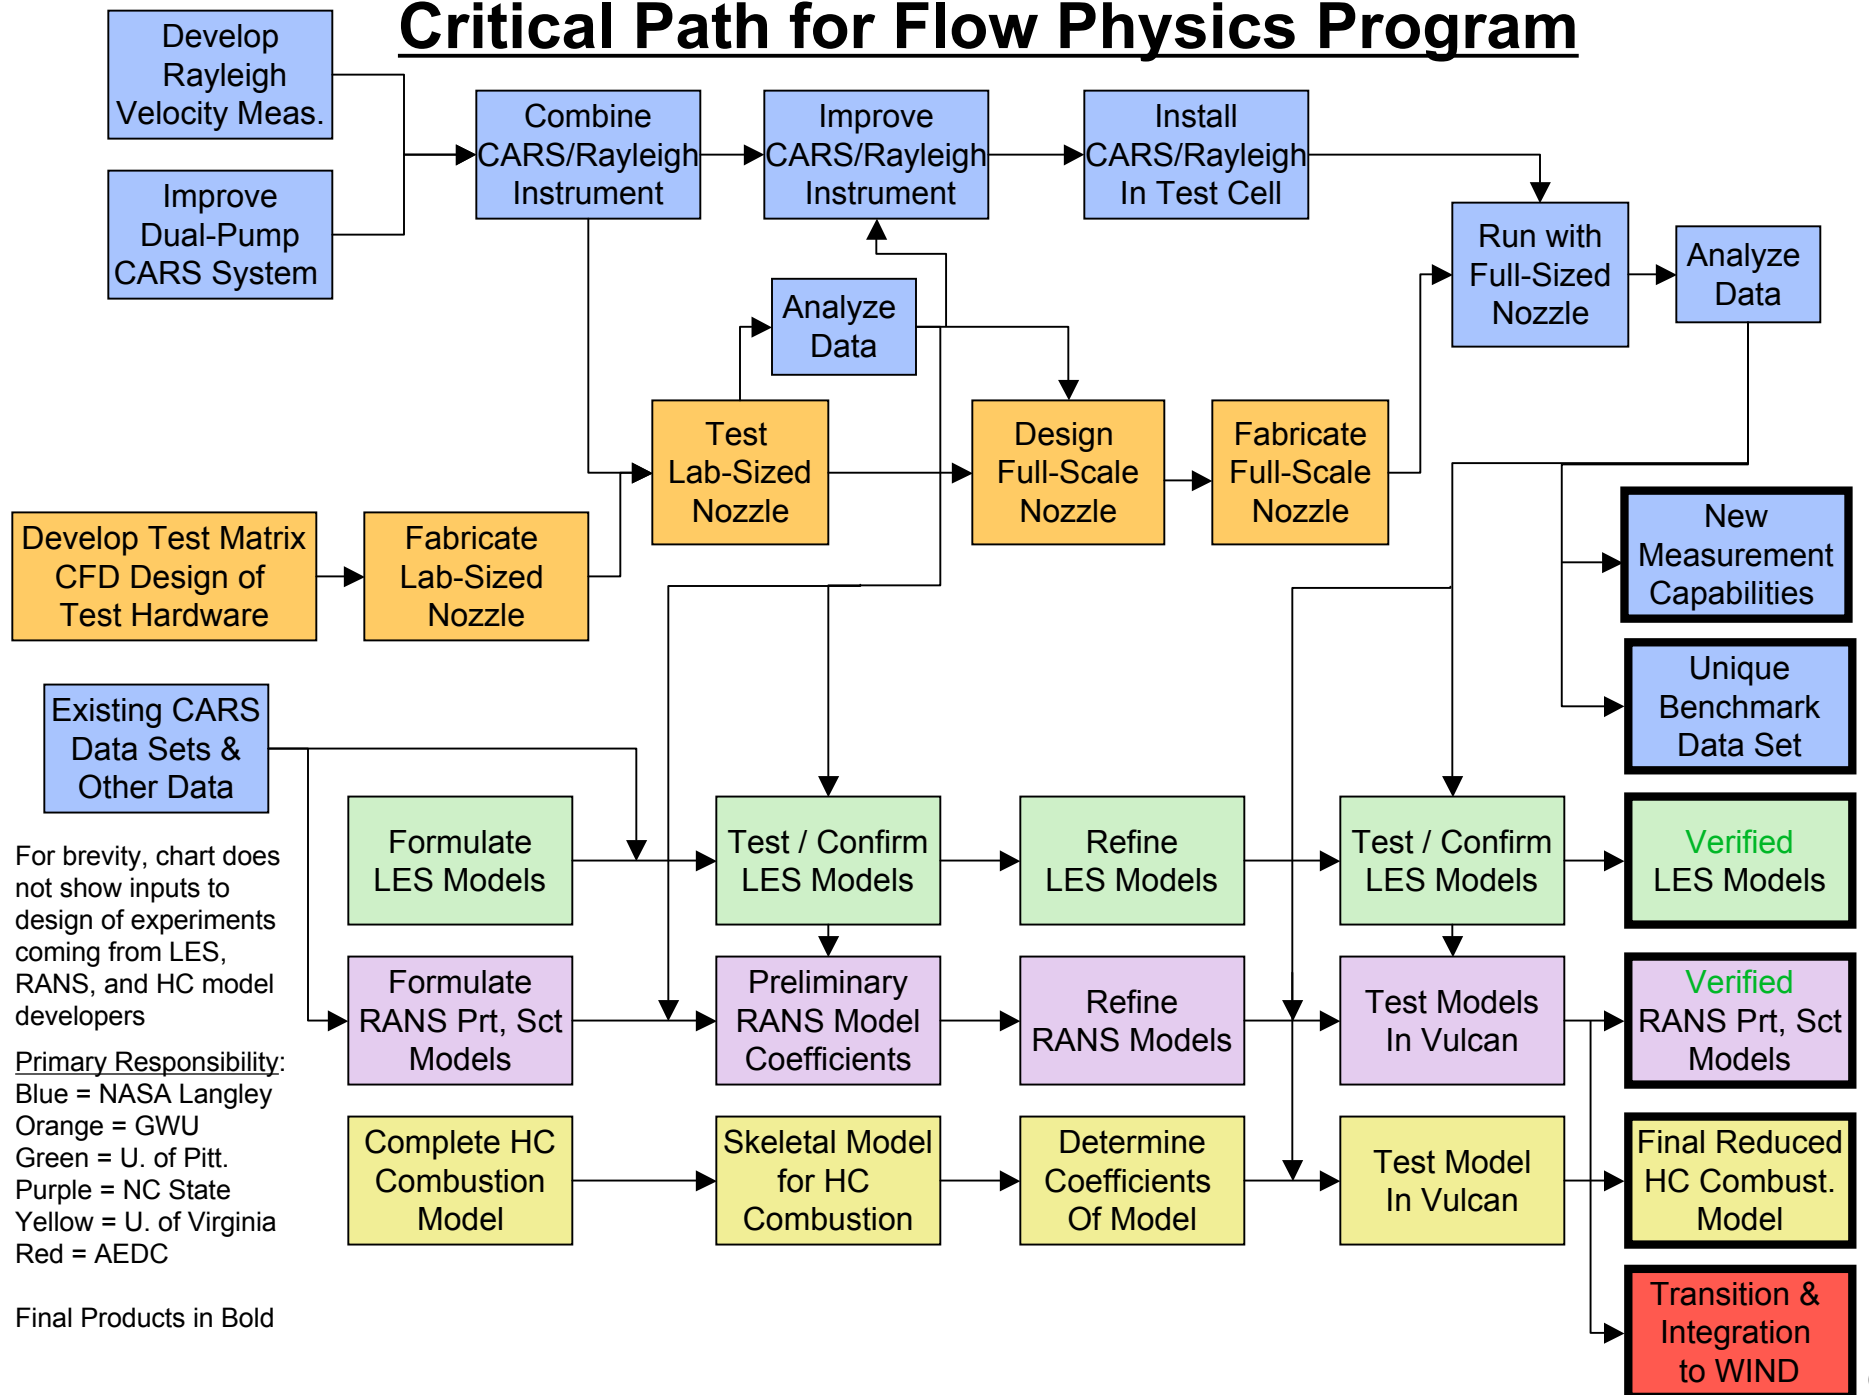 Critical Path for Flow Physics Program
Develop
Rayleigh
Velocity Meas.
Improve
Dual-Pump
CARS System
Combine
CARS/Rayleigh
Instrument
Improve
CARS/Rayleigh
Instrument
Install
CARS/Rayleigh
In Test Cell
Run with
Full-Sized
Nozzle
Analyze
Data
Analyze
Data
Test
Lab-Sized
Nozzle
Design
Full-Scale
Nozzle
Fabricate
Full-Scale
Nozzle
Develop Test Matrix
CFD Design of
Test Hardware
Fabricate
Lab-Sized
Nozzle
New
Measurement
Capabilities
Unique
Benchmark
Data Set
Existing CARS
Data Sets &
Other Data
Formulate
LES Models
Test / Confirm
LES Models
Refine
LES Models
Test / Confirm
LES Models
Verified
LES Models
Formulate
RANS Prt, Sct
Models
Preliminary
RANS Model
Coefficients
Refine
RANS Models
Test Models
In Vulcan
Verified
RANS Prt, Sct
Models
Complete HC
Combustion
Model
Skeletal Model
for HC
Combustion
Determine
Coefficients
Of Model
Test Model
In Vulcan
Final Reduced
HC Combust.
Model
Transition &
Integration
to WIND
For brevity, chart does
not show inputs to
design of experiments
coming from LES,
RANS, and HC model
developers
Primary Responsibility:
Blue = NASA Langley
Orange = GWU
Green = U. of Pitt.
Purple = NC State
Yellow = U. of Virginia
Red = AEDC
Final Products in Bold